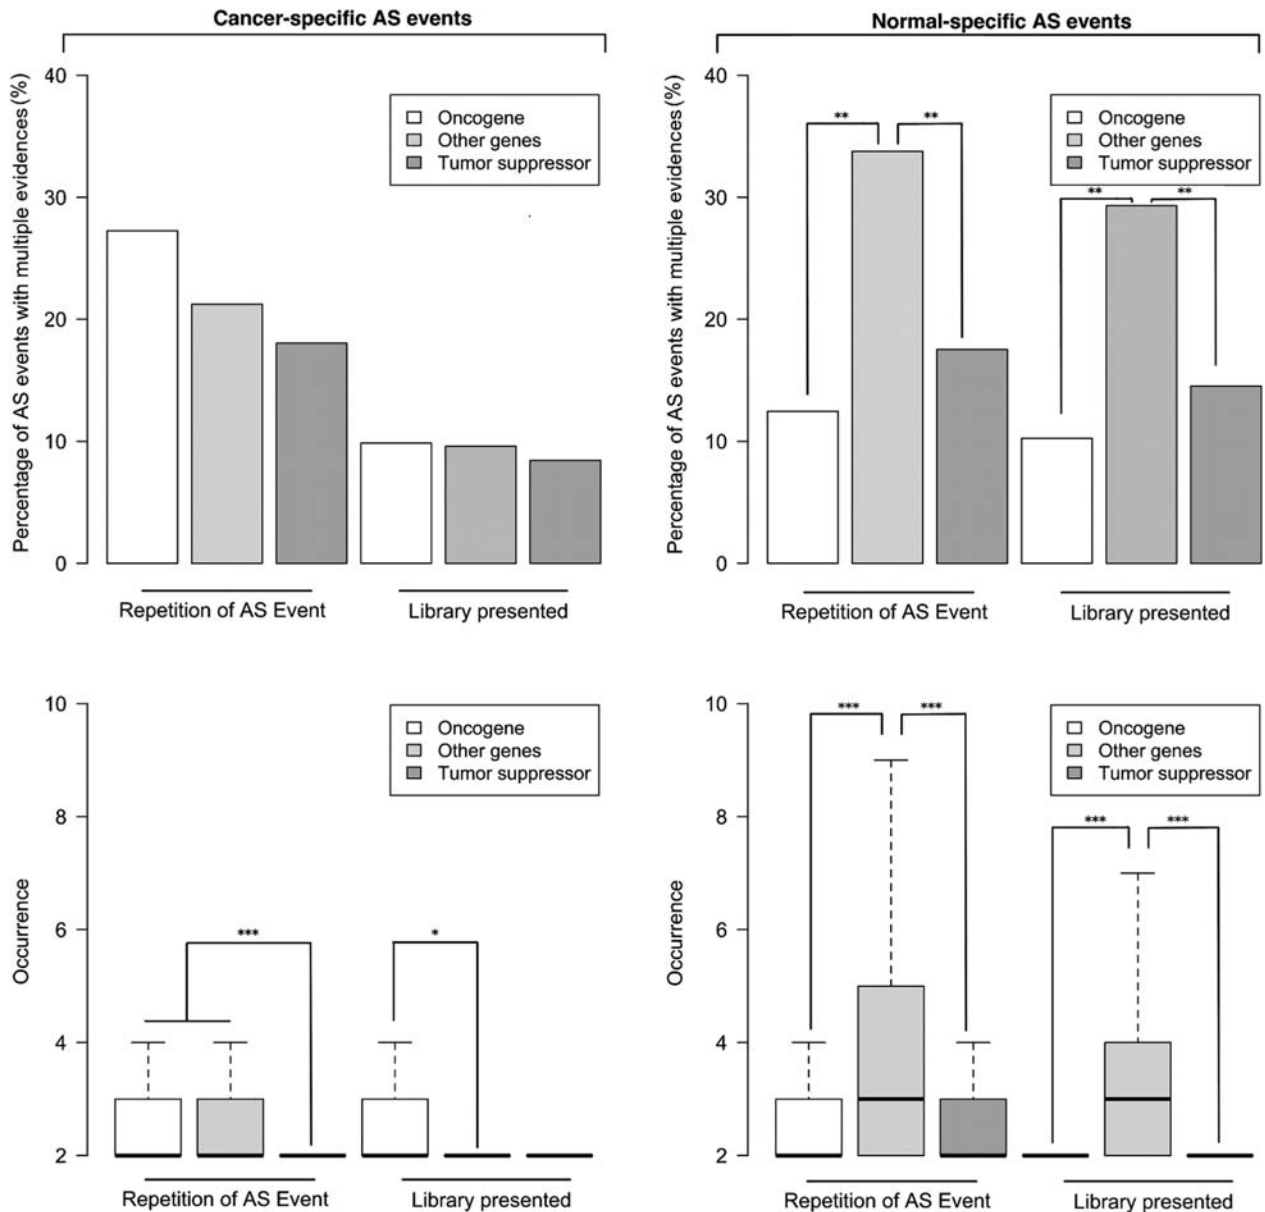 Cancer-specific AS events
Normal-specific AS events
Percentage of AS events with multiple evidences (%)
40
30
20
10
0
Oncogene
Other genes
Tumor suppressor
Repetition of AS Event
Library presented
Percentage of AS events with multiple evidences (%)
40
30
20
10
0
Oncogene
Other genes
Tumor suppressor
**
**
**
**
Repetition of AS Event
Library presented
Occurrence
10
8
6
4
2
Oncogene
Other genes
Tumor suppressor
***
*
Repetition of AS Event
Library presented
Occurrence
10
8
6
4
2
Oncogene
Other genes
Tumor suppressor
***
***
***
***
Repetition of AS Event
Library presented